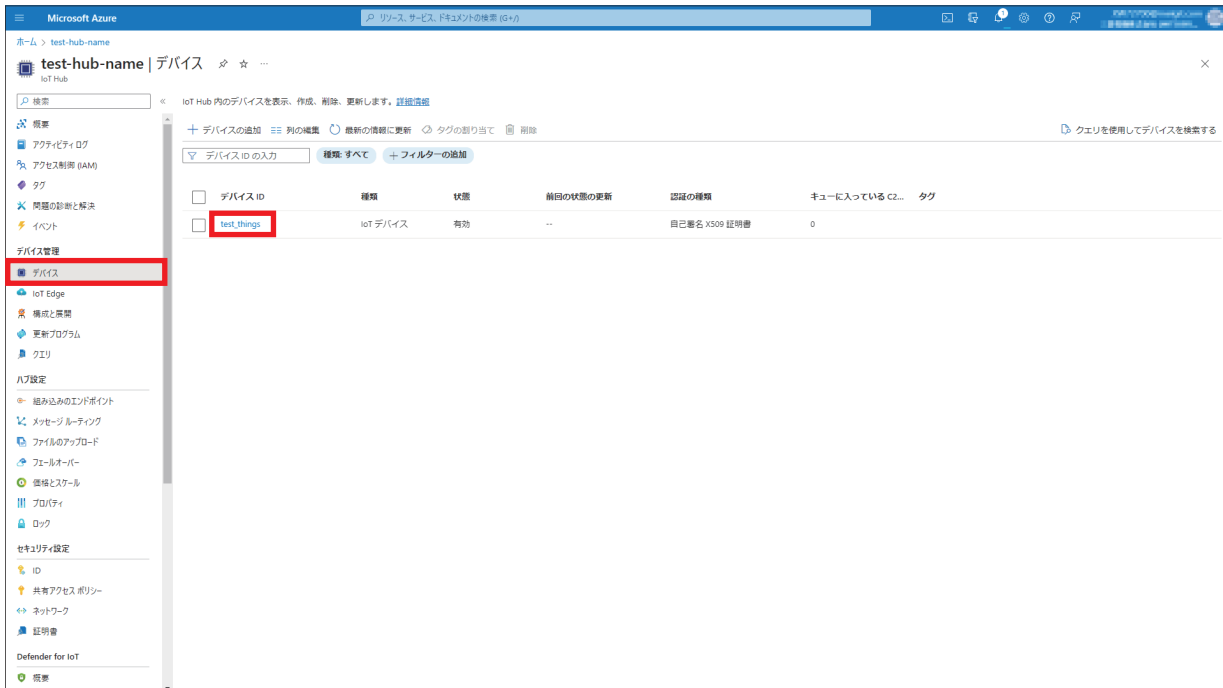 Microsoft Azure
リソース、サービス、ドキュメントの検索 (G+/)
1
ホーム > test-hub-name
test-hub-name | デバイス
IoT Hub
検索
IoT Hub 内のデバイスを表示、作成、削除、更新します。詳細情報
概要
アクティビティ ログ
アクセス制御 (IAM)
タグ
問題の診断と解決
イベント
デバイス管理
デバイス
IoT Edge
構成と展開
更新プログラム
クエリ
ハブ設定
組み込みのエンドポイント
メッセージ ルーティング
ファイルのアップロード
フェールオーバー
価格とスケール
プロパティ
ロック
セキュリティ設定
ID
共有アクセス ポリシー
ネットワーク
証明書
Defender for IoT
概要
デバイスの追加 列の編集 最新の情報に更新 タグの割り当て 削除
クエリを使用してデバイスを検索する
デバイス ID の入力 種類: すべて フィルターの追加
デバイス ID 種類 状態 前回の状態の更新 認証の種類 キューに入っている C2... タグ
test_things IoT デバイス 有効 -- 自己署名 X509 証明書 0